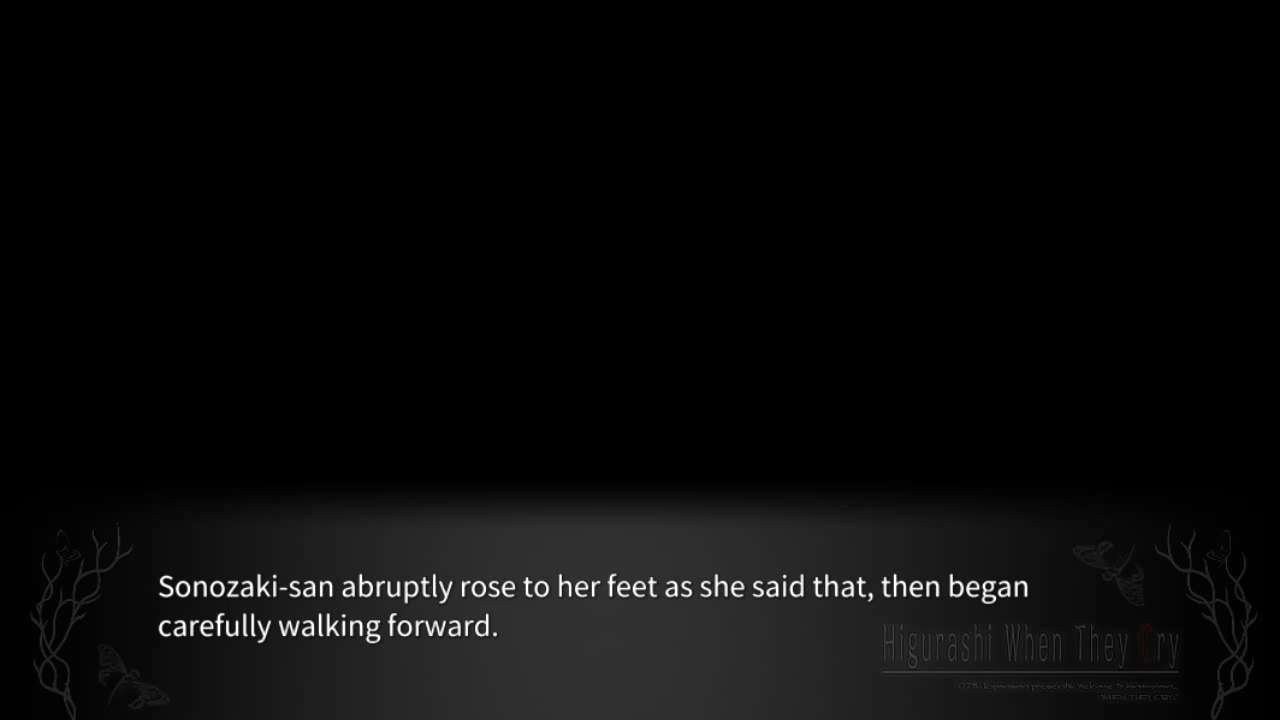 Sonozaki-san abruptly rose to her feet as she said that, then began
carefully walking forward.
Higurashi When They Cry